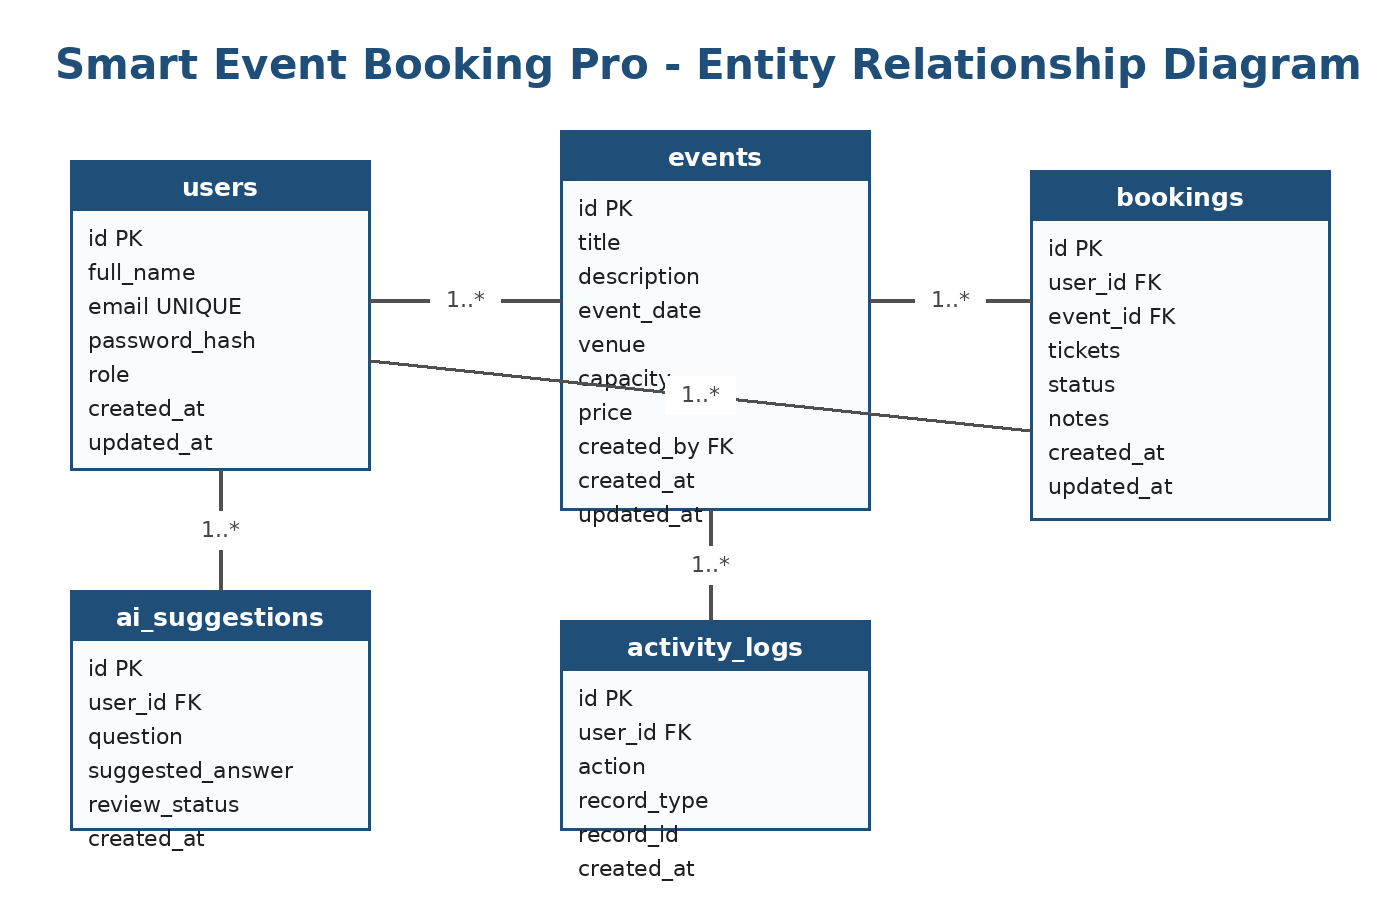 Smart Event Booking Pro - Entity Relationship Diagram
users
id PK
full_name
email UNIQUE
password_hash
role
created_at
updated_at
1..*
events
id PK
title
description
event_date
venue
capacity
price
created_by FK
created_at
updated_at
1..*
1..*
bookings
id PK
user_id FK
event_id FK
tickets
status
notes
created_at
updated_at
1..*
1..*
ai_suggestions
id PK
user_id FK
question
suggested_answer
review_status
created_at
activity_logs
id PK
user_id FK
action
record_type
record_id
created_at